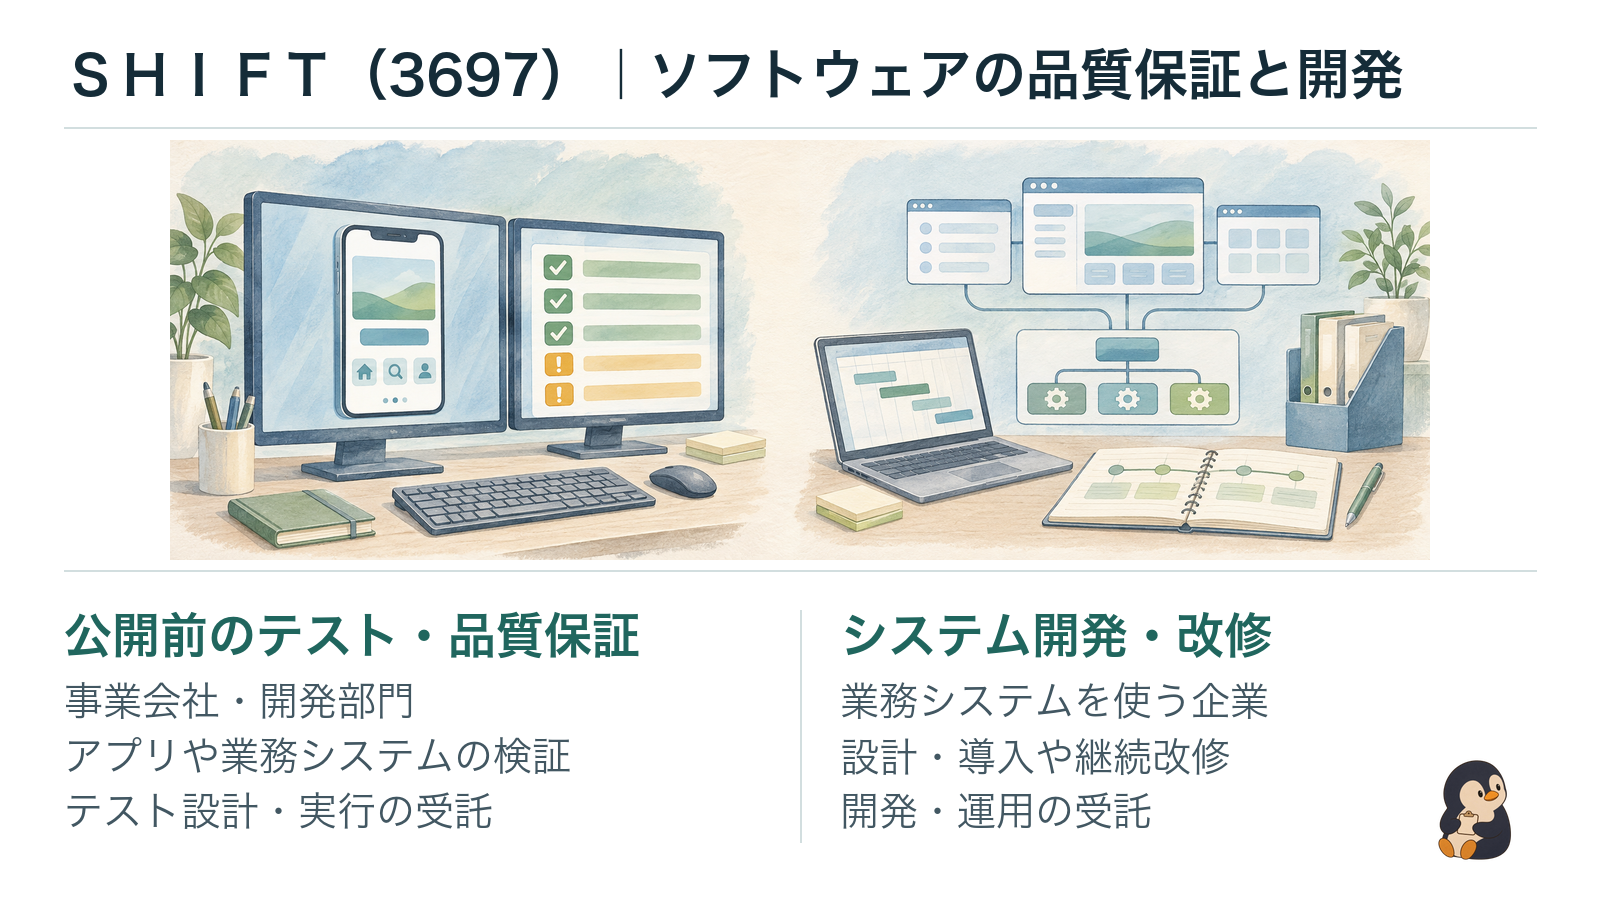 ＳＨＩＦＴ（3697）｜ソフトウェアの品質保証と開発
公開前のテスト・品質保証
事業会社・開発部門
アプリや業務システムの検証
テスト設計・実行の受託
システム開発・改修
業務システムを使う企業
設計・導入や継続改修
開発・運用の受託